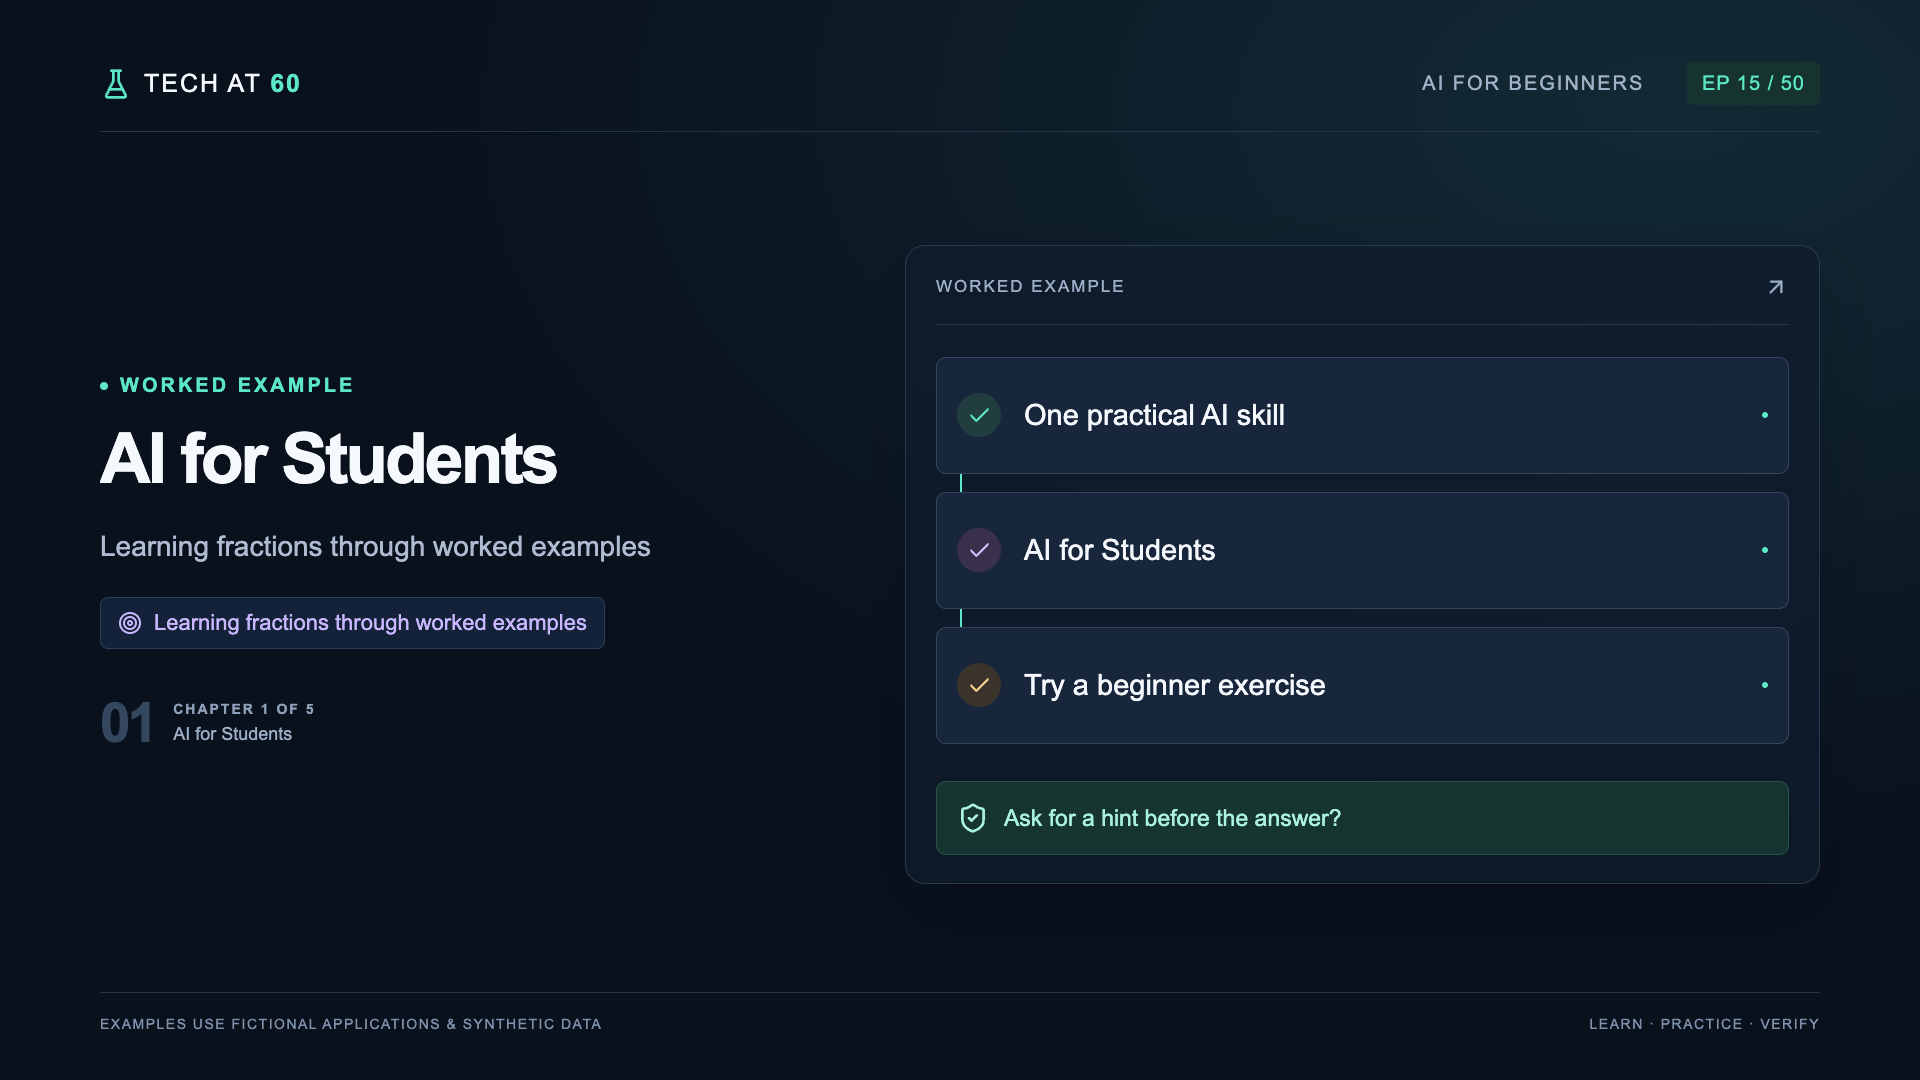 TECH AT 60
AI FOR BEGINNERS
EP 15 / 50
WORKED EXAMPLE
AI for Students
Learning fractions through worked examples
Learning fractions through worked examples
01
CHAPTER 1 OF 5
AI for Students
WORKED EXAMPLE
One practical AI skill
AI for Students
Try a beginner exercise
Ask for a hint before the answer?
EXAMPLES USE FICTIONAL APPLICATIONS & SYNTHETIC DATA
LEARN · PRACTICE · VERIFY